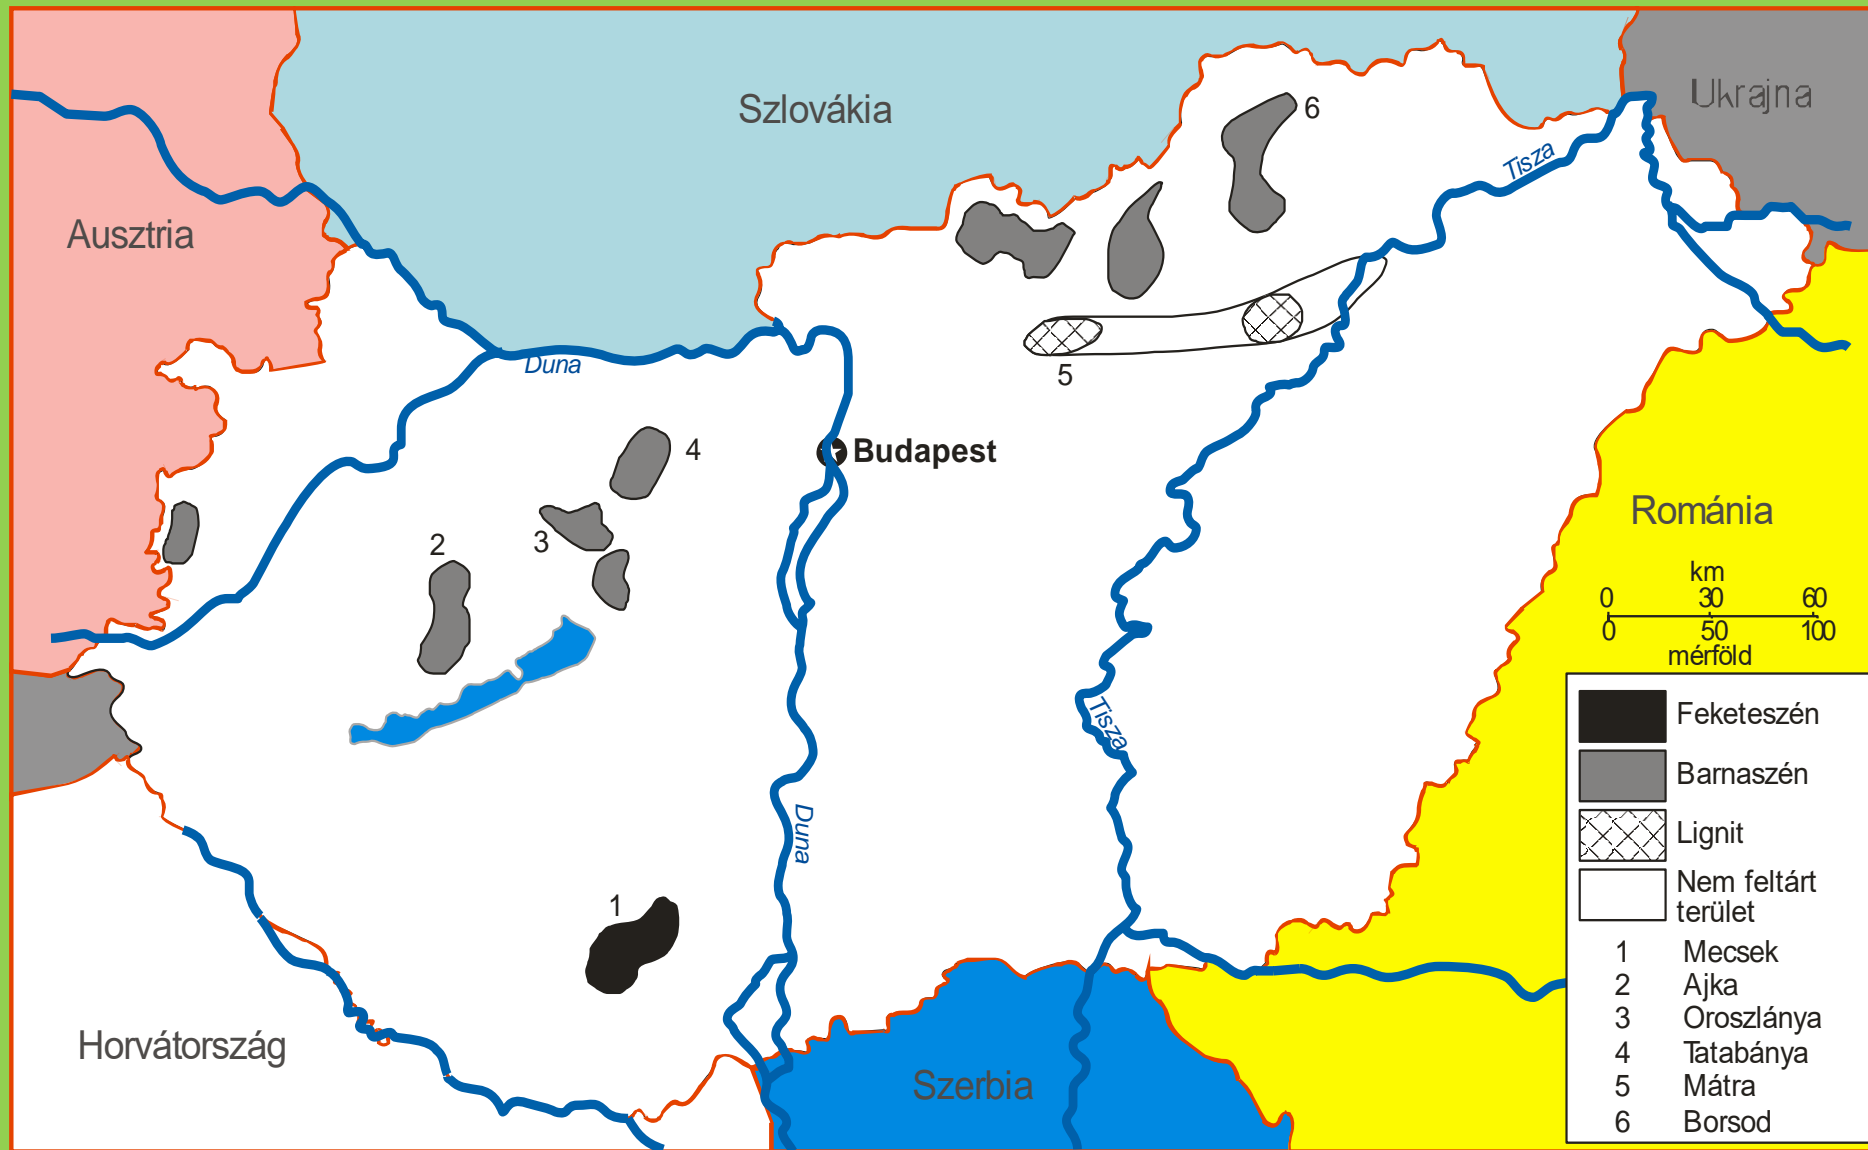 Szlovákia
Ukrajna
6
Tisza
Ausztria
Duna
5
4
Budapest
3
2
Románia
km
0 30 60
0 50 100
mérföld
Tisza
Duna
Feketeszén
Barnaszén
Lignit
Nem feltárt
terület
1
1 Mecsek
2 Ajka
3 Oroszlánya
4 Tatabánya
5 Mátra
6 Borsod
Horvátország
Szerbia